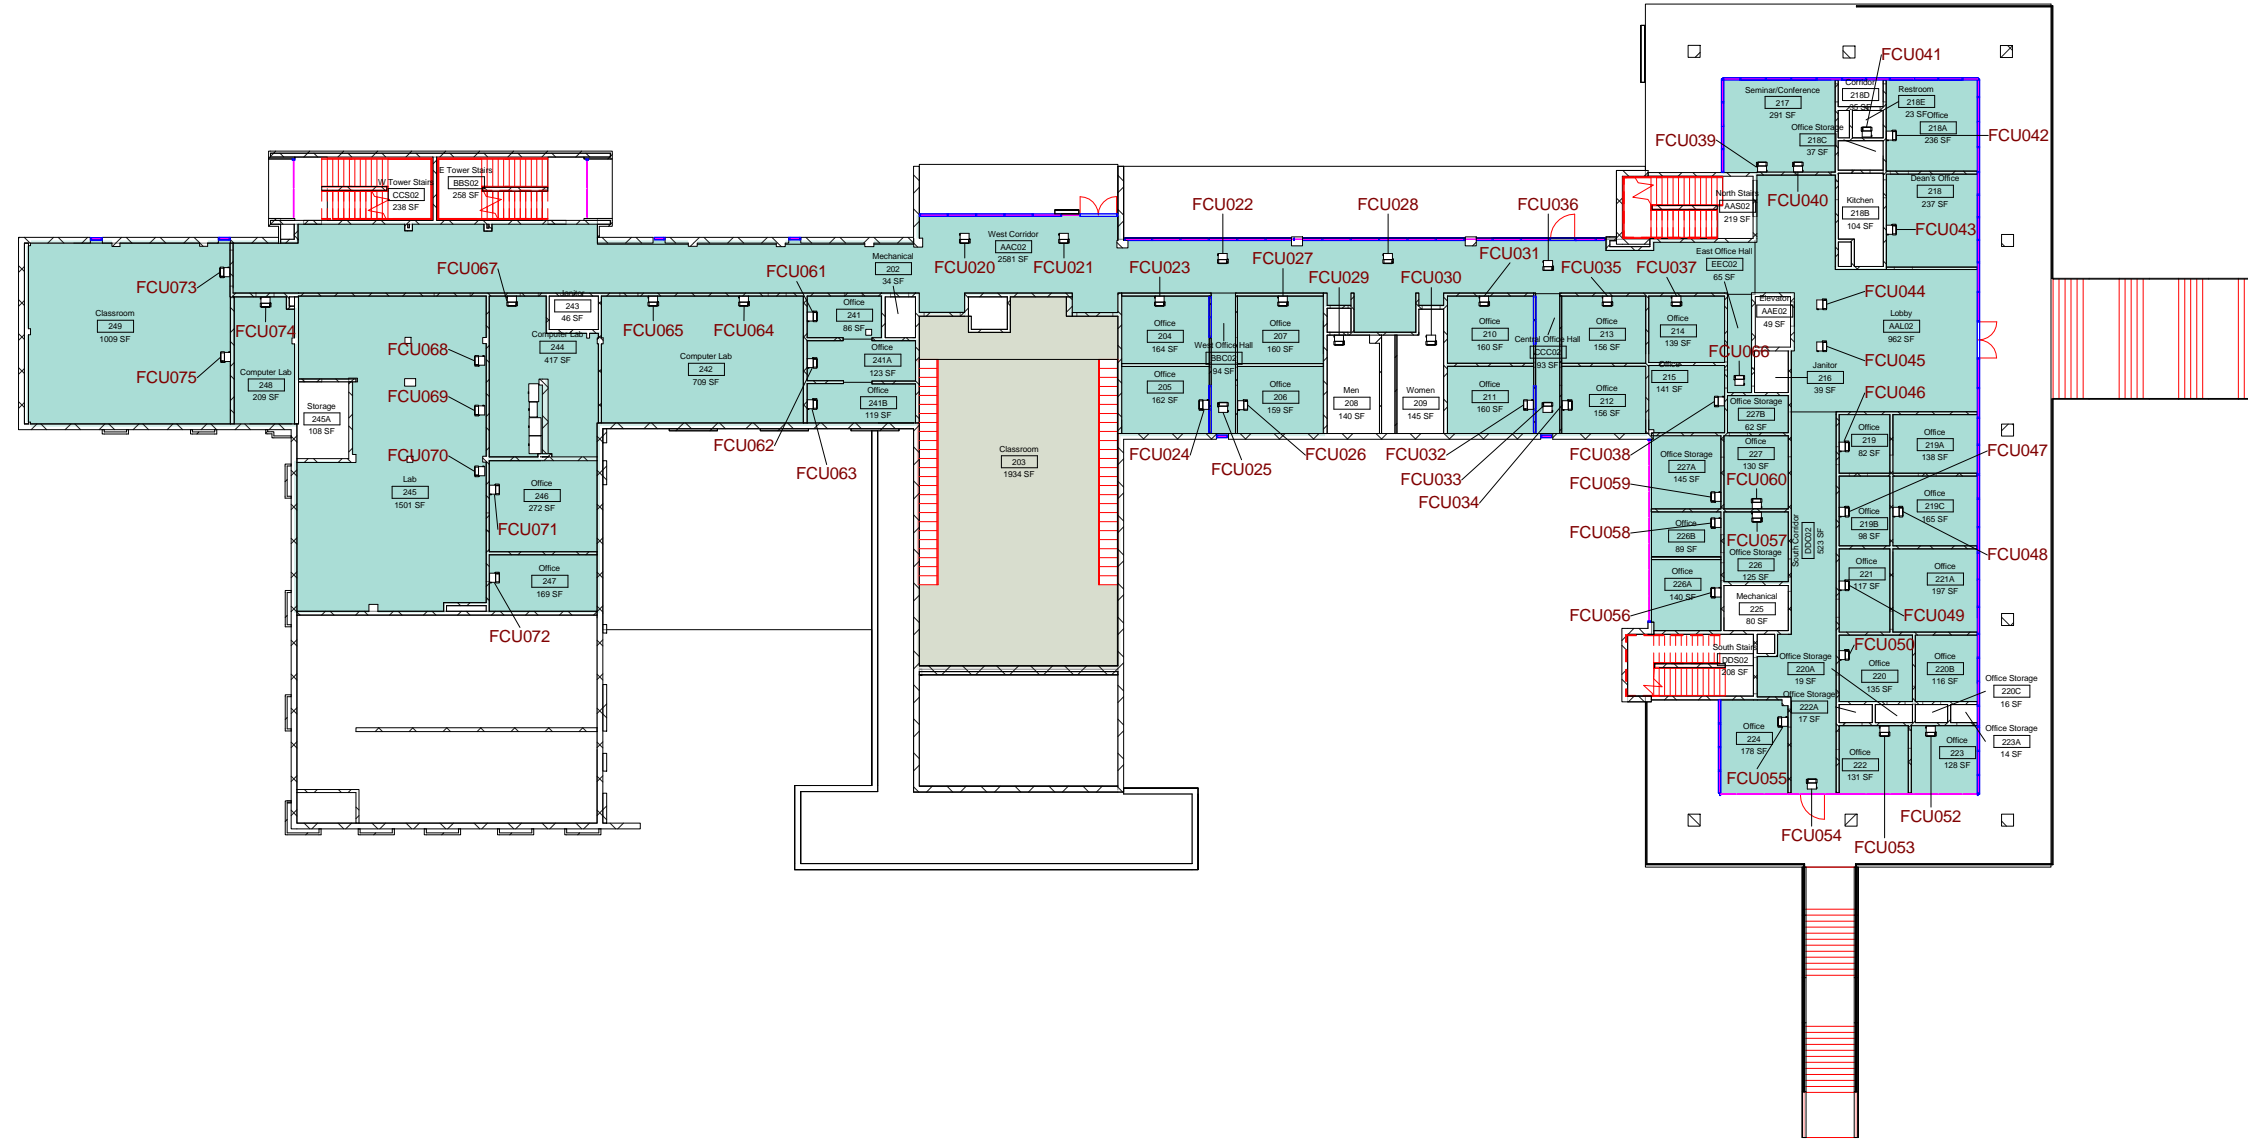 FCU041
Seminar/Conference
217
291 SF
Corridor
218D
Restroom
218E
23 SF
Office
218A
236 SF
FCU042
FCU039
Office Storage
218C
37 SF
FCU040
W Tower Stairs
CCS02
238 SF
E Tower Stairs
BBS02
258 SF
North Stairs
AAS02
219 SF
Kitchen
218B
104 SF
Dean's Office
218
237 SF
FCU043
FCU022
FCU028
FCU036
West Corridor
AAC02
2581 SF
FCU020
FCU021
Mechanical
202
34 SF
FCU073
FCU067
FCU061
FCU023
FCU027
FCU029
FCU030
FCU031
FCU035
FCU037
East Office Hall
EEC02
65 SF
FCU044
Elevator
AAE02
49 SF
Lobby
AAL02
962 SF
FCU045
FCU066
Janitor
216
39 SF
Classroom
249
1009 SF
FCU074
FCU075
Computer Lab
248
209 SF
Janitor
243
46 SF
Computer Lab
244
417 SF
FCU065
FCU064
FCU068
FCU069
FCU070
Computer Lab
242
709 SF
Office
241
86 SF
Office
241A
123 SF
Office
241B
119 SF
FCU062
FCU063
Storage
245A
108 SF
Lab
245
1501 SF
Office
246
272 SF
FCU071
Office
247
169 SF
FCU072
Classroom
203
1934 SF
Office
204
164 SF
Office
205
162 SF
West Office Hall
BBC02
94 SF
Office
207
160 SF
Office
206
159 SF
Men
208
140 SF
Women
209
145 SF
Office
210
160 SF
Office
211
160 SF
Central Office Hall
CCC02
93 SF
Office
213
156 SF
Office
212
156 SF
Office
214
139 SF
Office
215
141 SF
Office Storage
227B
62 SF
FCU024
FCU025
FCU026
FCU032
FCU033
FCU034
FCU038
FCU046
FCU047
FCU048
FCU049
FCU050
Office Storage
227A
145 SF
227
130 SF
FCU060
FCU059
FCU058
FCU057
FCU056
Office
226B
89 SF
Office Storage
226
125 SF
Office
226A
140 SF
Mechanical
225
80 SF
South Corridor
DDC02
623 SF
219
82 SF
Office
219A
138 SF
Office
219B
98 SF
Office
219C
165 SF
Office
221
117 SF
Office
221A
197 SF
South Stairs
DDS02
208 SF
Office Storage
220A
19 SF
Office
220
135 SF
Office
220B
116 SF
Office Storage
220C
16 SF
Office Storage
222A
17 SF
Office Storage
223A
14 SF
Office
224
178 SF
FCU055
Office
222
131 SF
Office
223
128 SF
FCU054
FCU053
FCU052